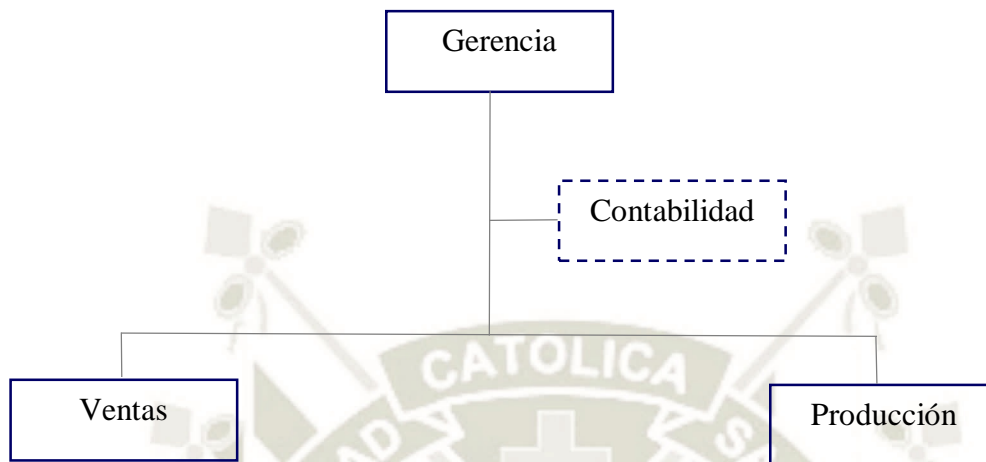 Gerencia
Contabilidad
CATOLICA
Ventas
Producción